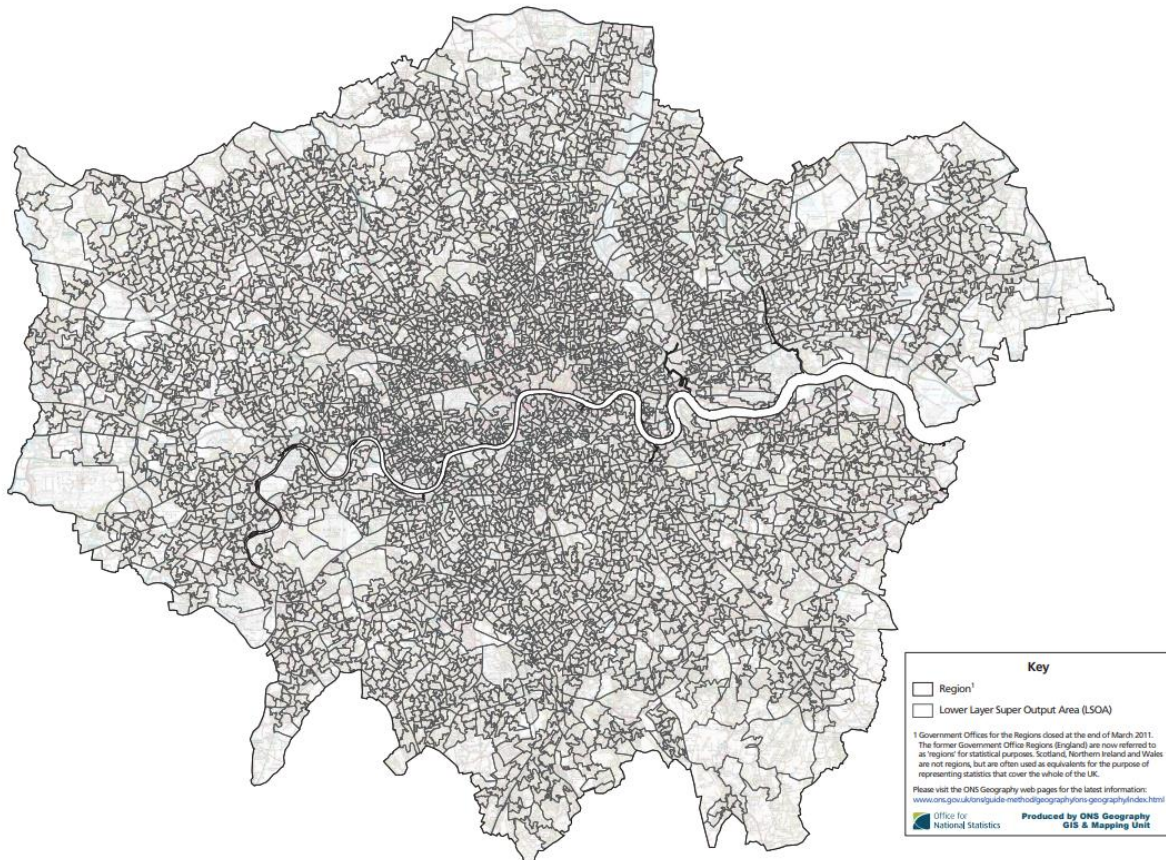 Key
Region¹
Lower Layer Super Output Area (LSOA)
1 Government Offices for the Regions closed at the end of March 2011.
The former Government Office Regions (England) are now referred to
as 'regions' for statistical purposes. Scotland, Northern Ireland and Wales
are not regions, but are often used as equivalents for the purpose of
representing statistics that cover the whole of the UK.
Please visit the ONS Geography web pages for the latest information:
www.ons.gov.uk/ons/guide-method/geography/ons-geography/index.html
Office for
National Statistics
Produced by ONS Geography
GIS & Mapping Unit